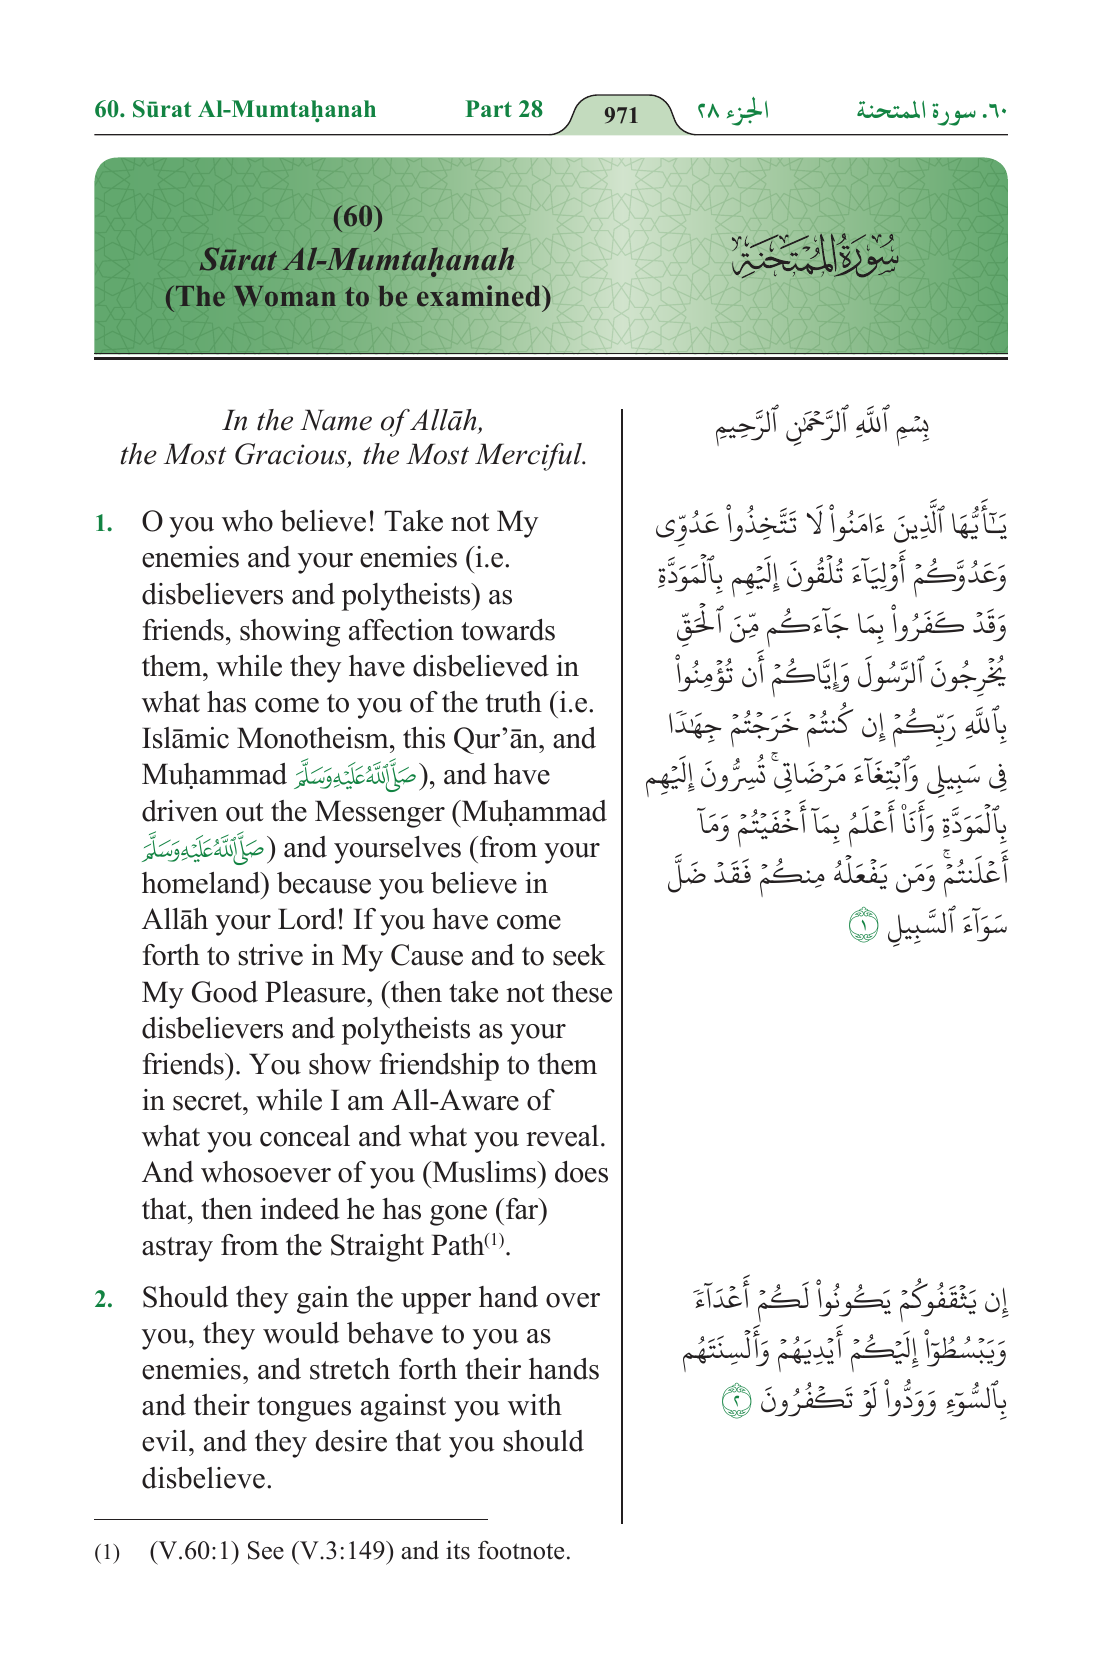 60. Sūrat Al-Mumtaḥanah Part 28 971 الجزء ٢٨ ٦٠. سورة الممتحنة
(60)
Sūrat Al-Mumtaḥanah
(The Woman to be examined)
سُورَةُ المُمْتَحَنَةِ
In the Name of Allāh,
the Most Gracious, the Most Merciful.
1. O you who believe! Take not My
enemies and your enemies (i.e.
disbelievers and polytheists) as
friends, showing affection towards
them, while they have disbelieved in
what has come to you of the truth (i.e.
Islāmic Monotheism, this Qur’ān, and
Muḥammad صَلَّى ٱللَّهُ عَلَيْهِ وَسَلَّمَ), and have
driven out the Messenger (Muḥammad
صَلَّى ٱللَّهُ عَلَيْهِ وَسَلَّمَ) and yourselves (from your
homeland) because you believe in
Allāh your Lord! If you have come
forth to strive in My Cause and to seek
My Good Pleasure, (then take not these
disbelievers and polytheists as your
friends). You show friendship to them
in secret, while I am All-Aware of
what you conceal and what you reveal.
And whosoever of you (Muslims) does
that, then indeed he has gone (far)
astray from the Straight Path(1).
2. Should they gain the upper hand over
you, they would behave to you as
enemies, and stretch forth their hands
and their tongues against you with
evil, and they desire that you should
disbelieve.
بِسْمِ ٱللَّهِ ٱلرَّحْمَٰنِ ٱلرَّحِيمِ
يَٰٓأَيُّهَا ٱلَّذِينَ ءَامَنُوا۟ لَا تَتَّخِذُوا۟ عَدُوِّى
وَعَدُوَّكُمْ أَوْلِيَآءَ تُلْقُونَ إِلَيْهِم بِٱلْمَوَدَّةِ
وَقَدْ كَفَرُوا۟ بِمَا جَآءَكُم مِّنَ ٱلْحَقِّ
يُخْرِجُونَ ٱلرَّسُولَ وَإِيَّاكُمْ أَن تُؤْمِنُوا۟
بِٱللَّهِ رَبِّكُمْ إِن كُنتُمْ خَرَجْتُمْ جِهَٰدًا
فِى سَبِيلِى وَٱبْتِغَآءَ مَرْضَاتِى ۚ تُسِرُّونَ إِلَيْهِم
بِٱلْمَوَدَّةِ وَأَنَا۠ أَعْلَمُ بِمَآ أَخْفَيْتُمْ وَمَآ
أَعْلَنتُمْ ۚ وَمَن يَفْعَلْهُ مِنكُمْ فَقَدْ ضَلَّ
سَوَآءَ ٱلسَّبِيلِ ١
إِن يَثْقَفُوكُمْ يَكُونُوا۟ لَكُمْ أَعْدَآءً
وَيَبْسُطُوٓا۟ إِلَيْكُمْ أَيْدِيَهُمْ وَأَلْسِنَتَهُم
بِٱلسُّوٓءِ وَوَدُّوا۟ لَوْ تَكْفُرُونَ ٢
(1) (V.60:1) See (V.3:149) and its footnote.